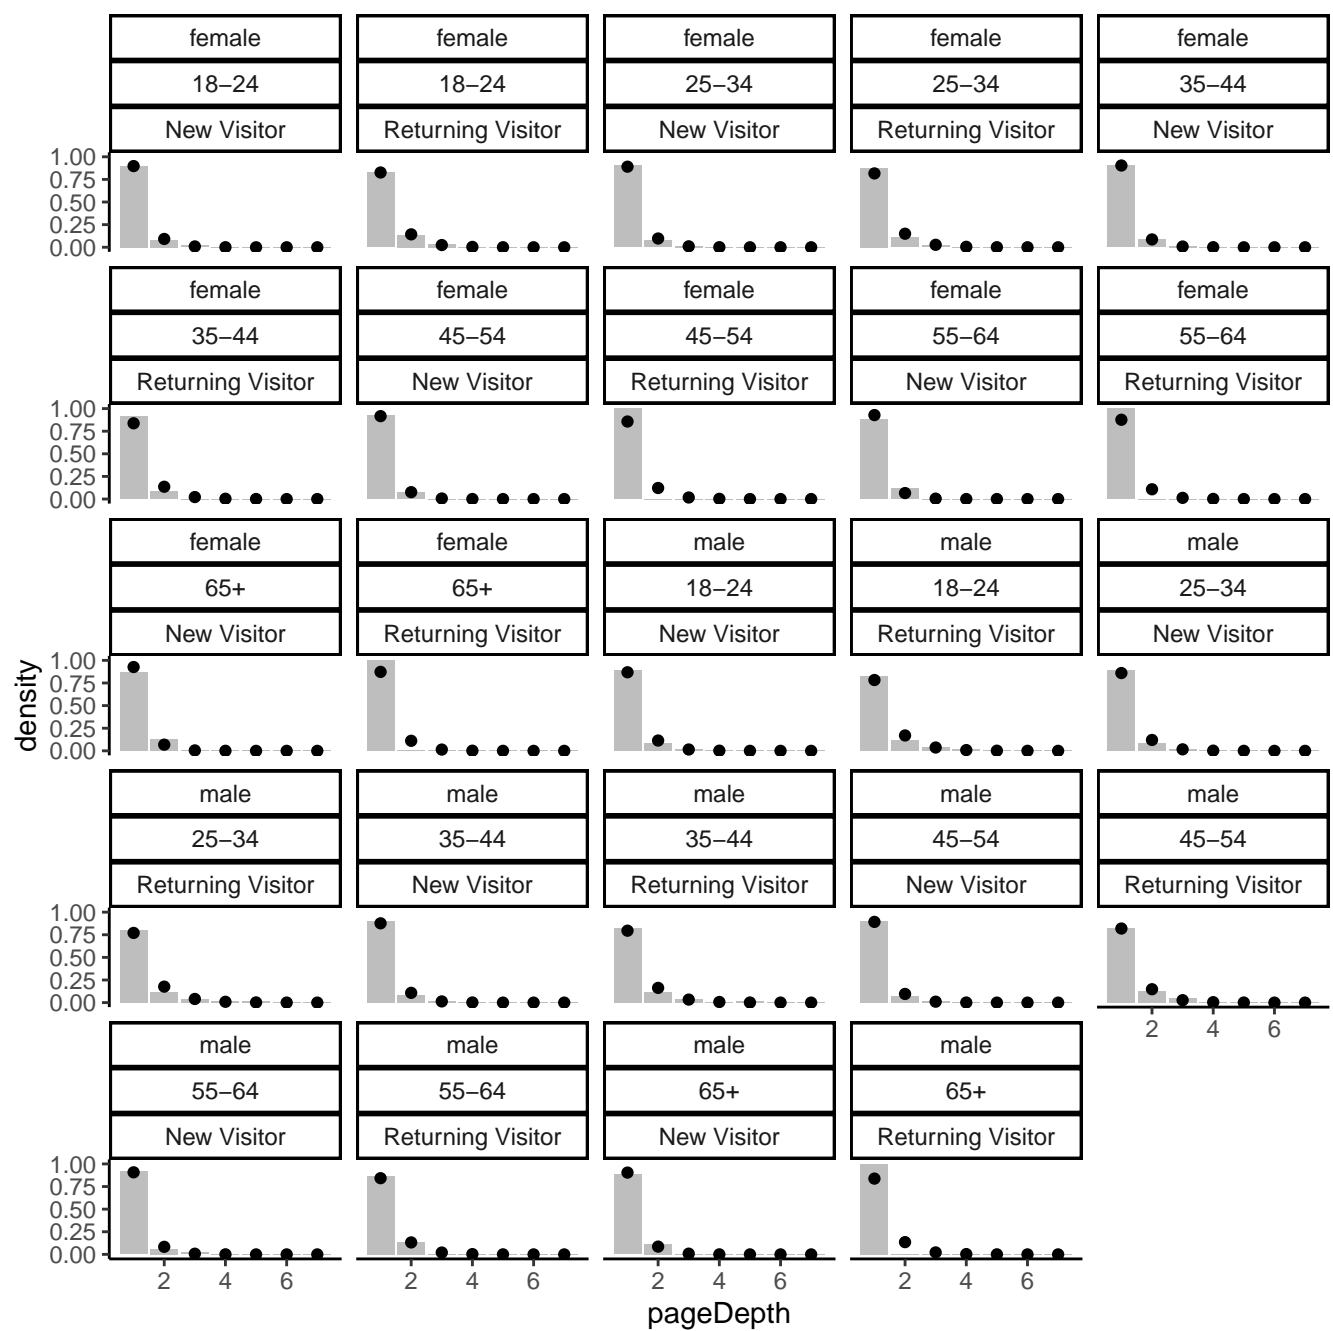 female female female female female
18–24 18–24 25–34 25–34 35–44
New Visitor Returning Visitor New Visitor Returning Visitor New Visitor
1.00
0.75
0.50
0.25
0.00
female female female female female
35–44 45–54 45–54 55–64 55–64
Returning Visitor New Visitor Returning Visitor New Visitor Returning Visitor
1.00
0.75
0.50
0.25
0.00
female female male male male
65+ 65+ 18–24 18–24 25–34
New Visitor Returning Visitor New Visitor Returning Visitor New Visitor
1.00
0.75
0.50
0.25
0.00
density
male male male male male
25–34 35–44 35–44 45–54 45–54
Returning Visitor New Visitor Returning Visitor New Visitor Returning Visitor
1.00
0.75
0.50
0.25
0.00
2 4 6
male male male male
55–64 55–64 65+ 65+
New Visitor Returning Visitor New Visitor Returning Visitor
1.00
0.75
0.50
0.25
0.00
2 4 6 2 4 6 2 4 6 2 4 6
pageDepth